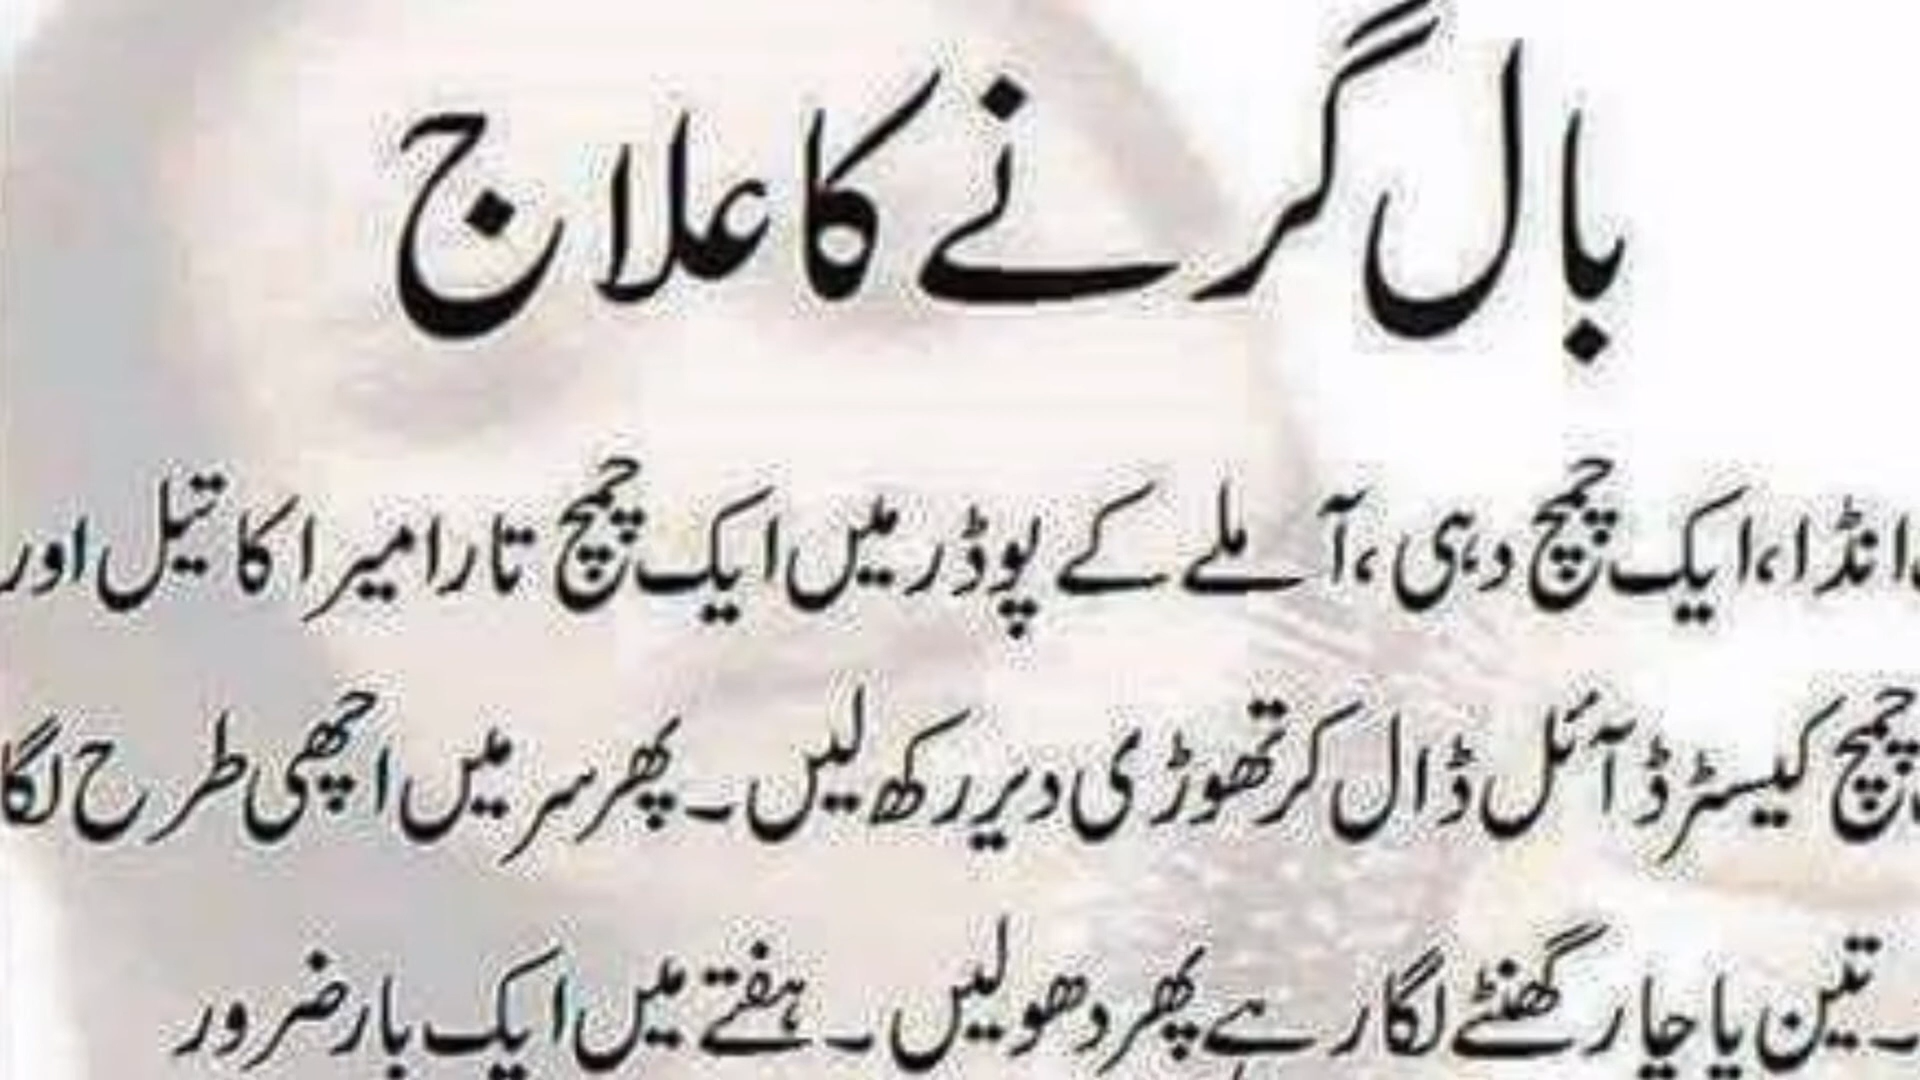 بال گرنے کا علاج
انڈا، ایک چمچ دہی، آملے کے پوڈر میں ایک چمچ تارا میرا کا تیل اور
چمچ کیسٹرڈ آئل ڈال کر تھوڑی دیر رکھ لیں۔ پھر سر میں اچھی طرح لگا
۔ تین یا چار گھنٹے لگا رہے پھر دھو لیں۔ ہفتے میں ایک بار ضرور